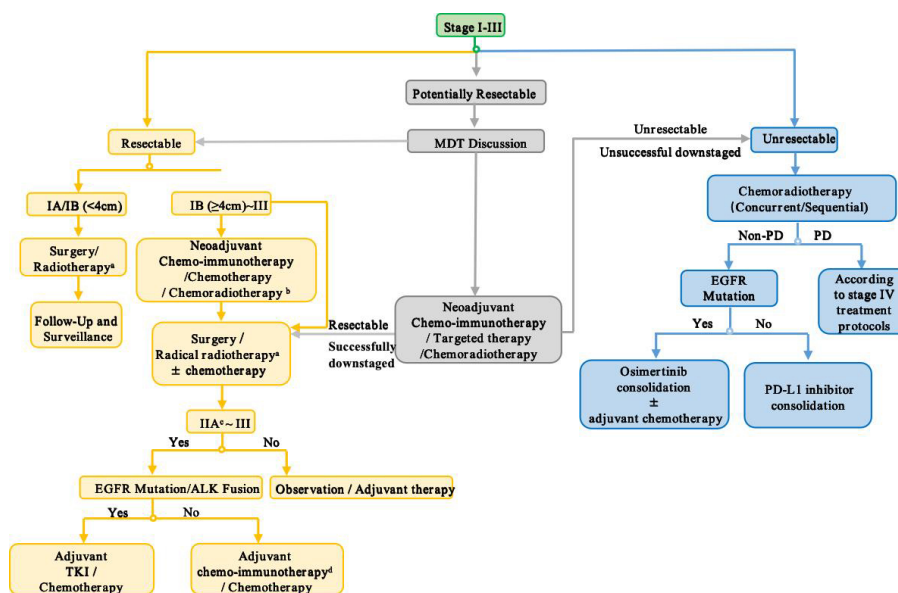 Stage I-III
Potentially Resectable
Resectable
MDT Discussion
Unresectable
Unsuccessful downstaged
Unresectable
IA/IB (<4cm)
IB (≥4cm)~III
Chemoradiotherapy
(Concurrent/Sequential)
Surgery/
Radiotherapyᵃ
Neoadjuvant
Chemo-immunotherapy
/Chemotherapy
/ Chemoradiotherapy ᵇ
Non-PD
PD
EGFR
Mutation
According
to stage IV
treatment
protocols
Follow-Up and
Surveillance
Neoadjuvant
Chemo-immunotherapy
/ Targeted therapy
/Chemoradiotherapy
Resectable
Successfully
downstaged
Surgery /
Radical radiotherapyᵃ
± chemotherapy
Yes
No
Osimertinib
consolidation
±
adjuvant chemotherapy
PD-L1 inhibitor
consolidation
IIAᶜ~ III
Yes
No
EGFR Mutation/ALK Fusion
Observation / Adjuvant therapy
Yes
No
Adjuvant
TKI /
Chemotherapy
Adjuvant
chemo-immunotherapyᵈ
/ Chemotherapy